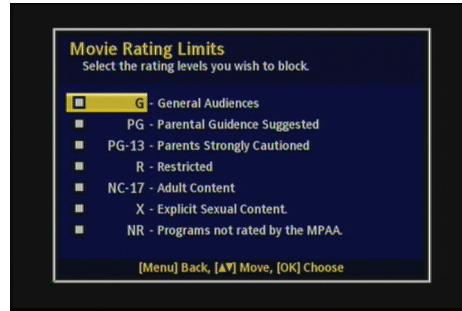 Movie Rating Limits
Select the rating levels you wish to block.
G - General Audiences
PG - Parental Guidence Suggested
PG-13 - Parents Strongly Cautioned
R - Restricted
NC-17 - Adult Content
X - Explicit Sexual Content.
NR - Programs not rated by the MPAA.
[Menu] Back, [▲▼] Move, [OK] Choose